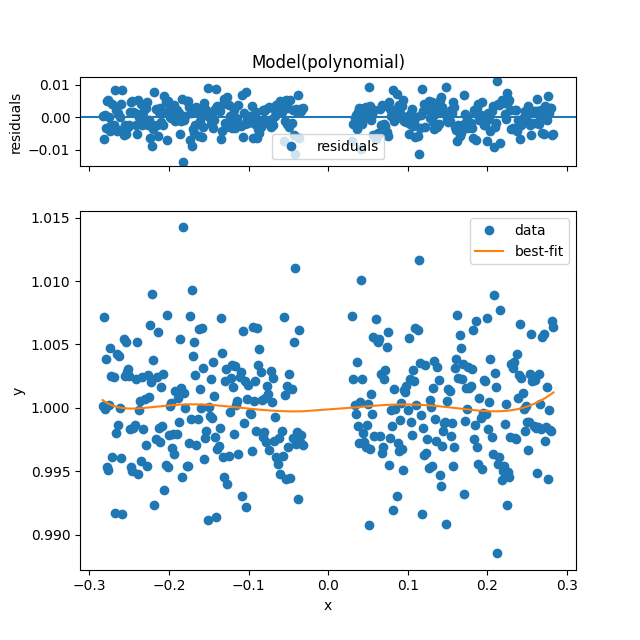 Model(polynomial)
0.01
0.00
−0.01
residuals
residuals
1.015
1.010
1.005
1.000
0.995
0.990
y
data
best-fit
−0.3
−0.2
−0.1
0.0
0.1
0.2
0.3
x